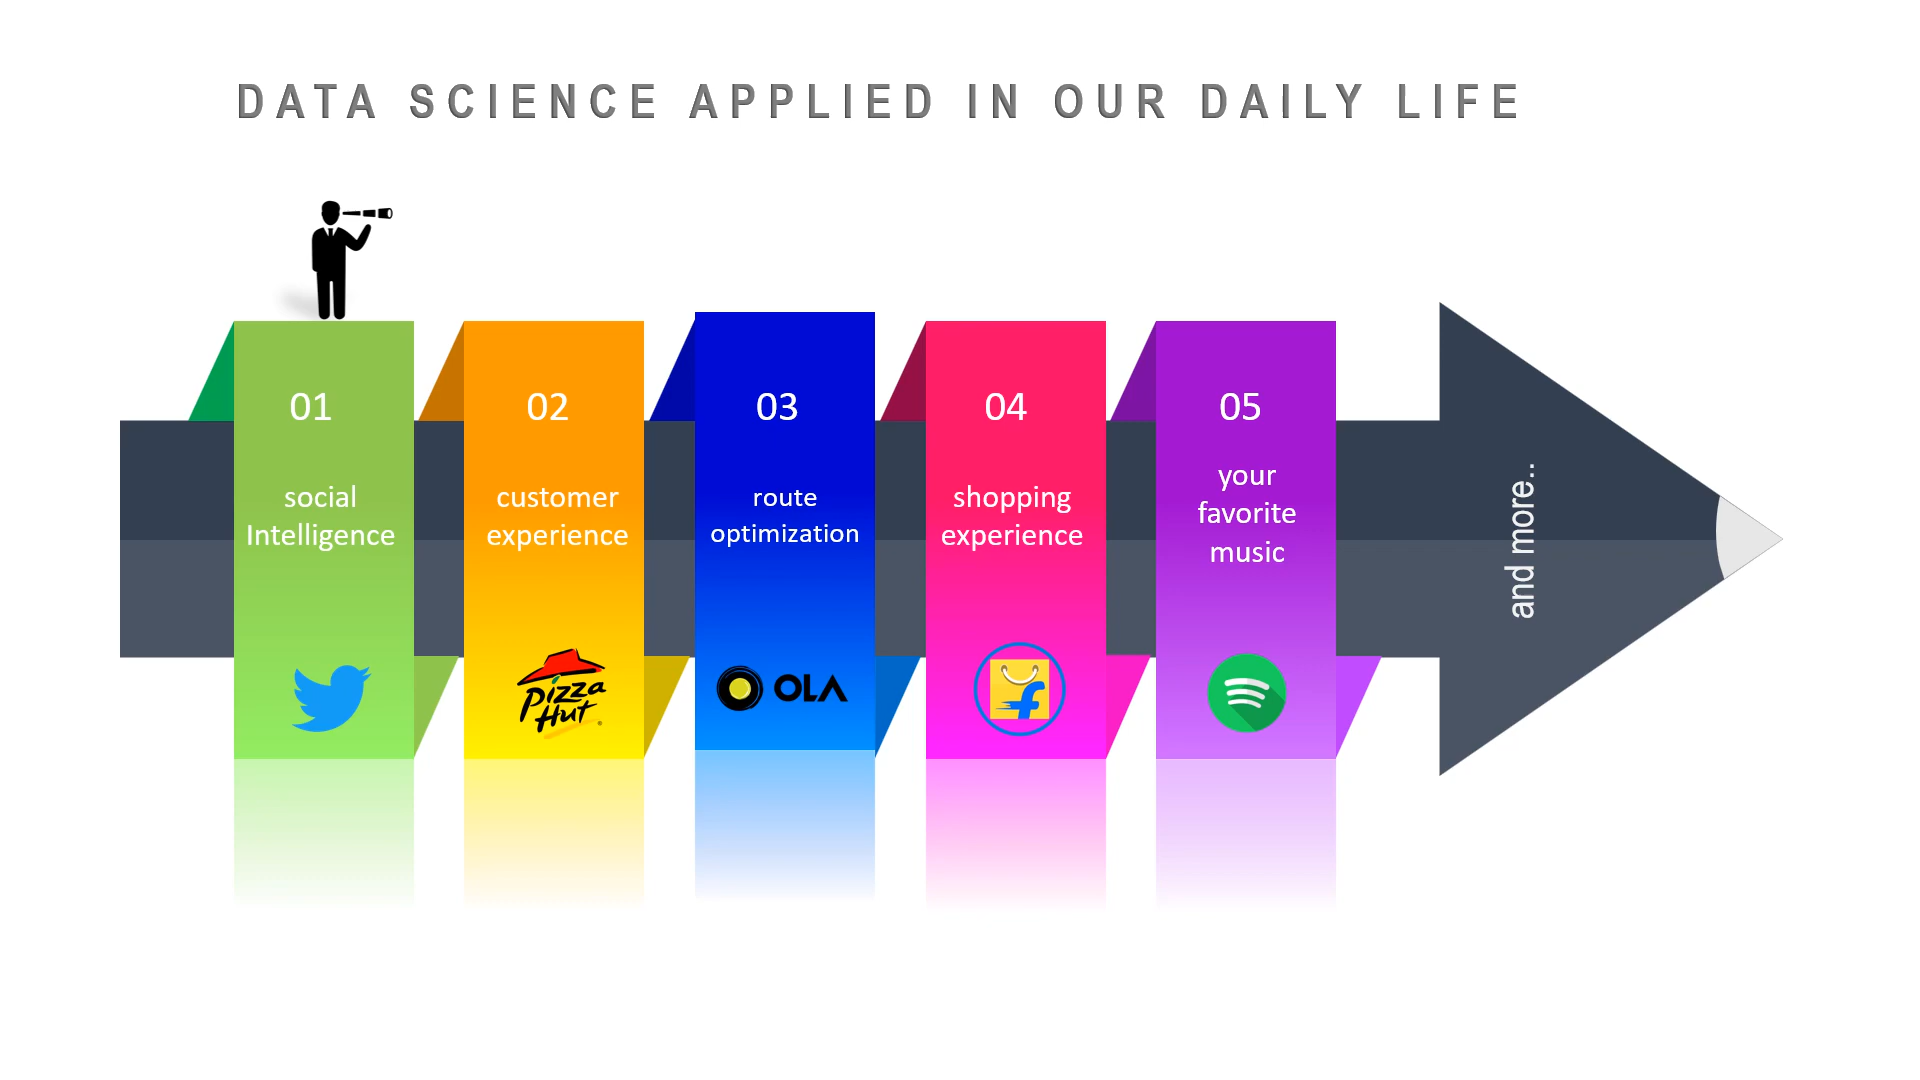 DATA SCIENCE APPLIED IN OUR DAILY LIFE
01
social
Intelligence
02
customer
experience
Pizza
Hut
03
route
optimization
OLA
04
shopping
experience
f
05
your
favorite
music
and more..